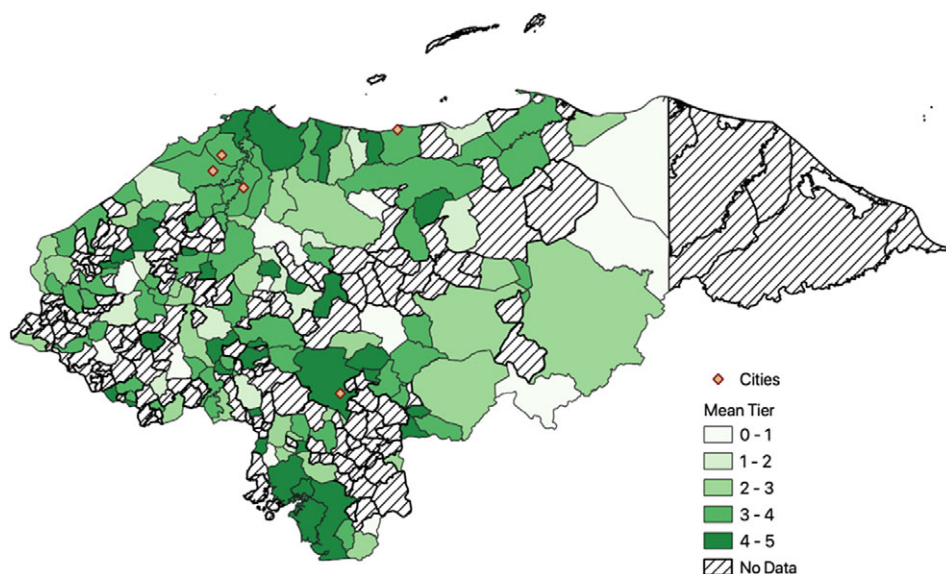 Cities
Mean Tier
0 - 1
1 - 2
2 - 3
3 - 4
4 - 5
No Data